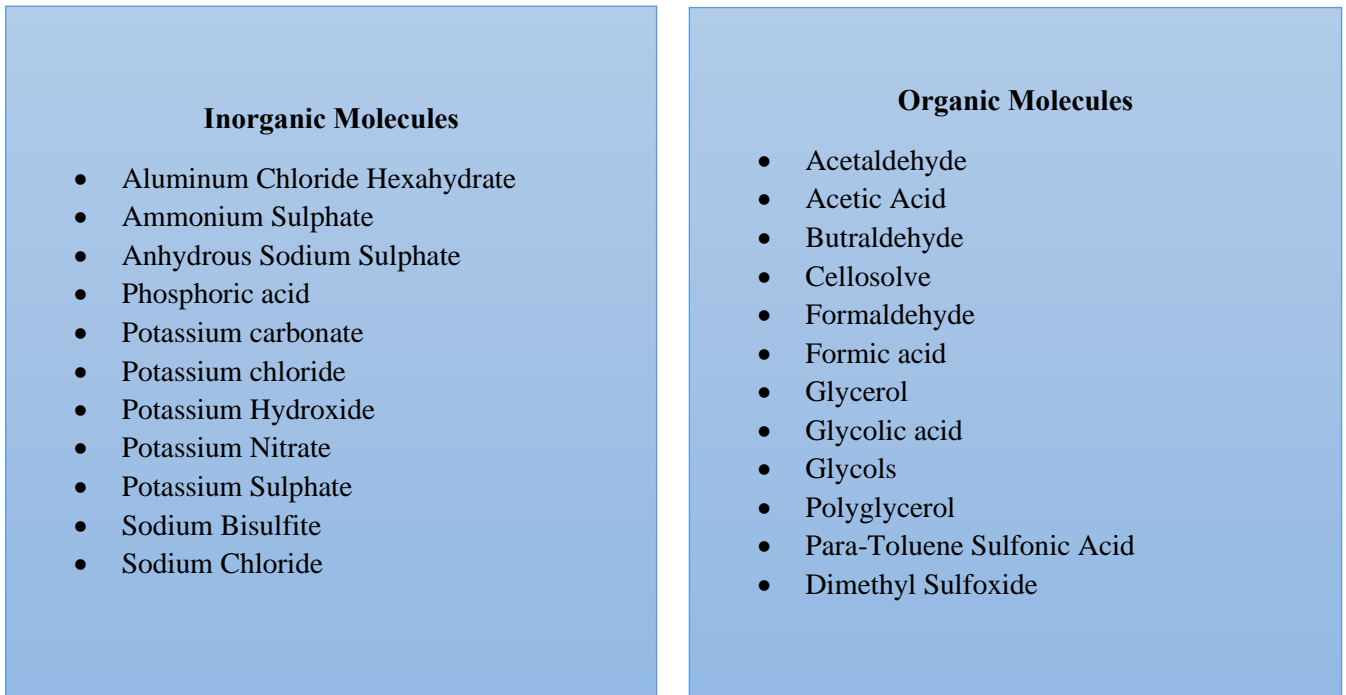 Inorganic Molecules
• Aluminum Chloride Hexahydrate
• Ammonium Sulphate
• Anhydrous Sodium Sulphate
• Phosphoric acid
• Potassium carbonate
• Potassium chloride
• Potassium Hydroxide
• Potassium Nitrate
• Potassium Sulphate
• Sodium Bisulfite
• Sodium Chloride
Organic Molecules
• Acetaldehyde
• Acetic Acid
• Butraldehyde
• Cellosolve
• Formaldehyde
• Formic acid
• Glycerol
• Glycolic acid
• Glycols
• Polyglycerol
• Para-Toluene Sulfonic Acid
• Dimethyl Sulfoxide